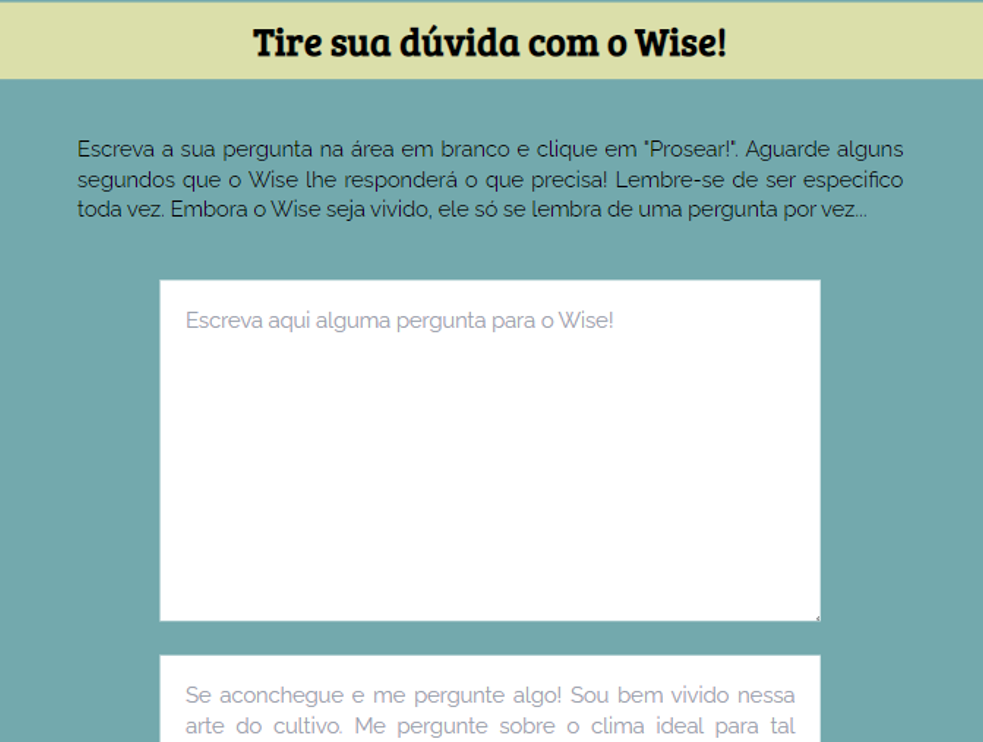 Tire sua dúvida com o Wise!
Escreva a sua pergunta na área em branco e clique em "Prosear!". Aguarde alguns
segundos que o Wise lhe responderá o que precisa! Lembre-se de ser especifico
toda vez. Embora o Wise seja vivido, ele só se lembra de uma pergunta por vez...
Escreva aqui alguma pergunta para o Wise!
Se aconchegue e me pergunte algo! Sou bem vivido nessa
arte do cultivo. Me pergunte sobre o clima ideal para tal